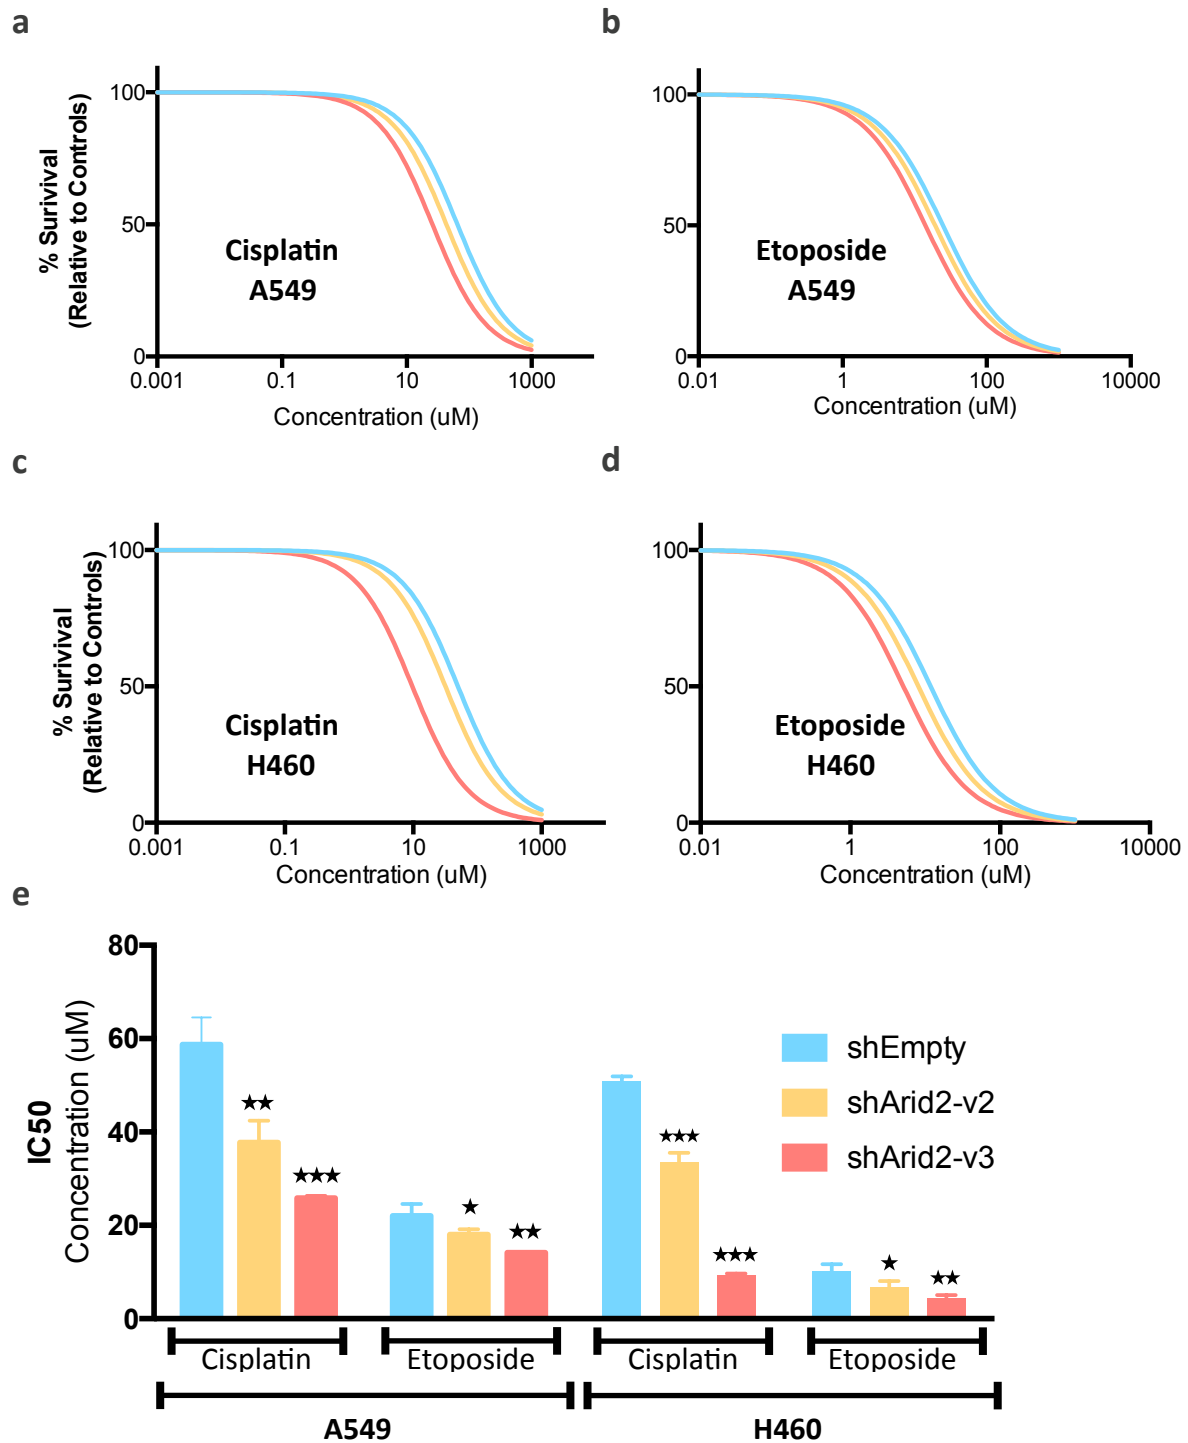 a
% Surivival
(Relative to Controls)
100
50
0
Cisplatin
A549
0.001
0.1
10
1000
Concentration (uM)
b
100
50
0
Etoposide
A549
0.01
1
100
10000
Concentration (uM)
c
% Surivival
(Relative to Controls)
100
50
0
Cisplatin
H460
0.001
0.1
10
1000
Concentration (uM)
d
100
50
0
Etoposide
H460
0.01
1
100
10000
Concentration (uM)
e
IC50
Concentration (uM)
80
60
40
20
0
★★
★★★
★
★★
★★★
★★★
★
★★
shEmpty
shArid2-v2
shArid2-v3
Cisplatin
Etoposide
Cisplatin
Etoposide
A549
H460